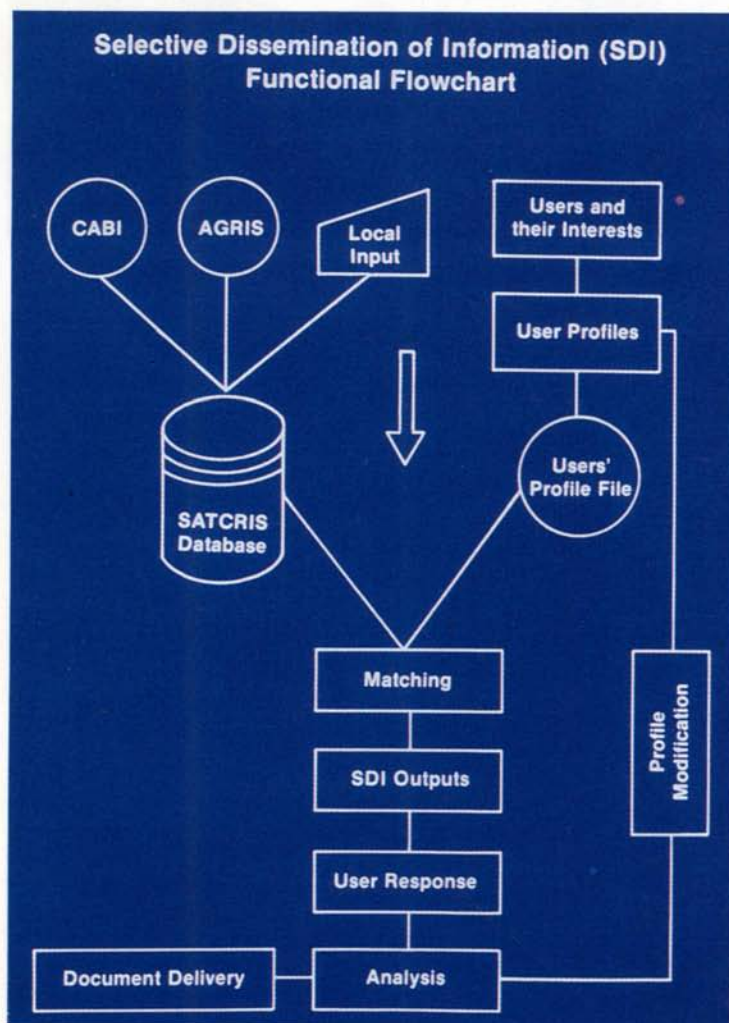 Selective Dissemination of Information (SDI)
Functional Flowchart
CABI
AGRIS
Local
Input
Users and
their Interests
User Profiles
Users'
Profile File
SATCRIS
Database
Matching
SDI Outputs
Profile
Modification
User Response
Document Delivery
Analysis